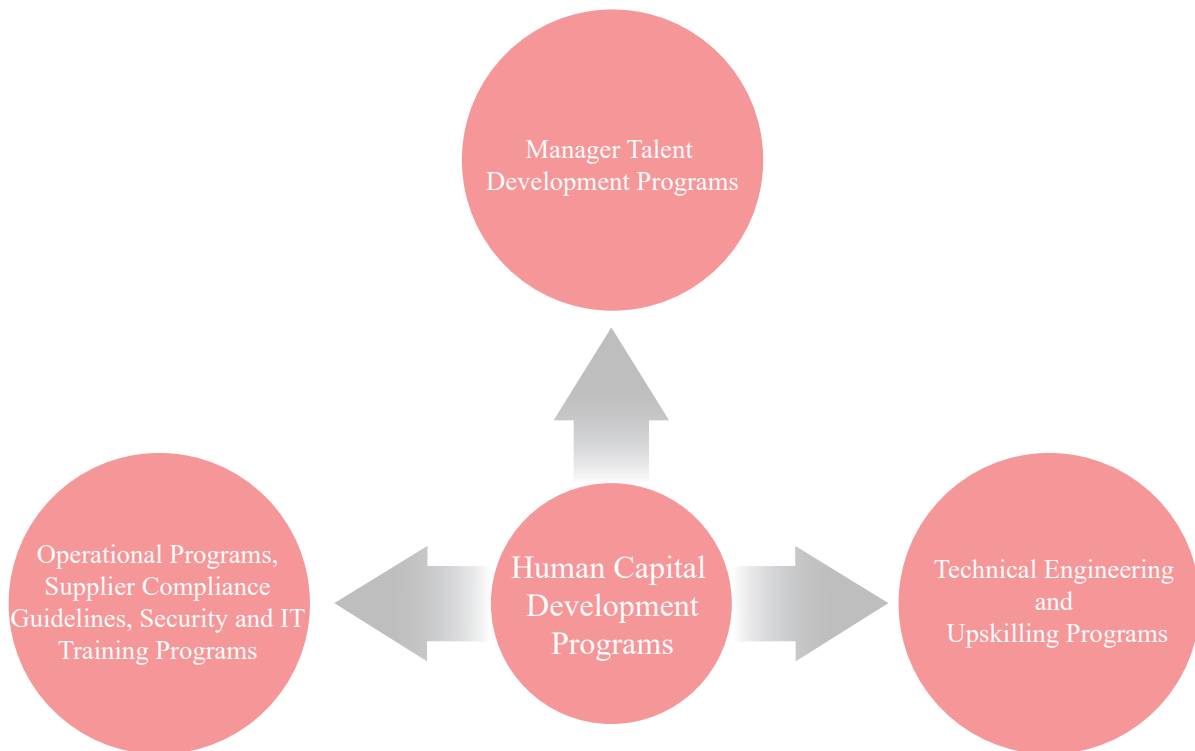 Manager Talent
Development Programs
Operational Programs,
Supplier Compliance
Guidelines, Security and IT
Training Programs
Human Capital
Development
Programs
Technical Engineering
and
Upskilling Programs